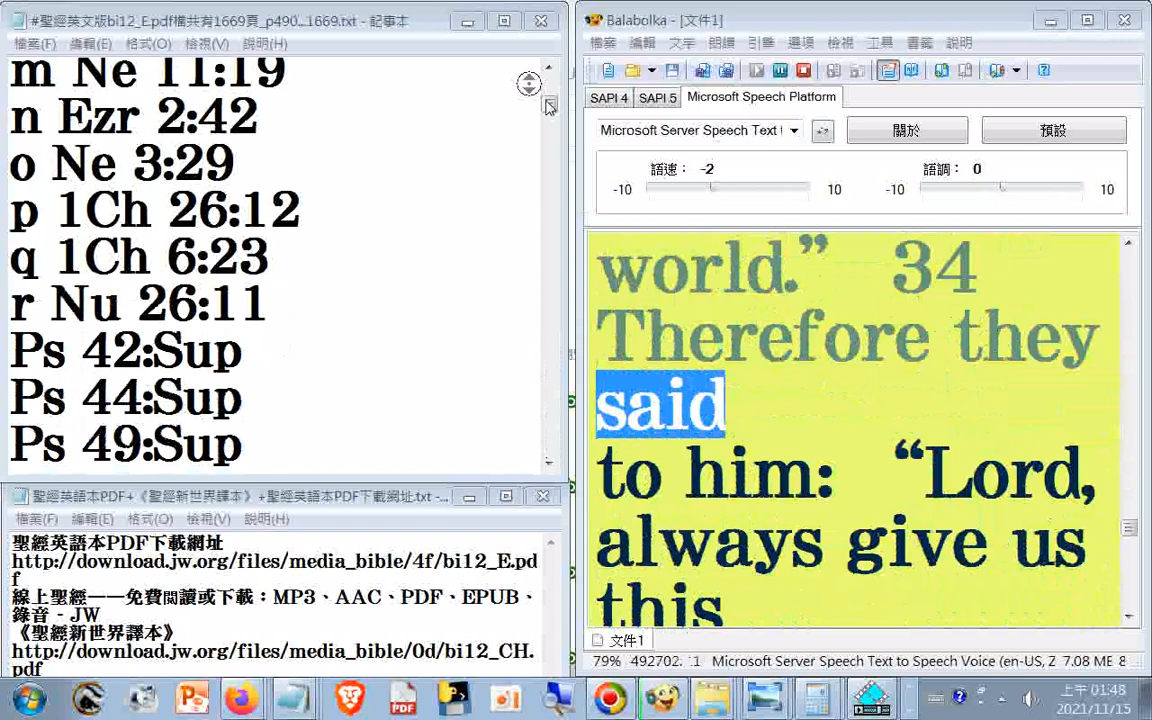 #聖經英文版bi12_E.pdf檔共有1669頁_p490...1669.txt - 記事本
檔案(F) 編輯(E) 格式(O) 檢視(V) 說明(H)
m Ne 11:19
n Ezr 2:42
o Ne 3:29
p 1Ch 26:12
q 1Ch 6:23
r Nu 26:11
Ps 42:Sup
Ps 44:Sup
Ps 49:Sup
聖經英語本PDF+《聖經新世界譯本》+聖經英語本PDF下載網址.txt -...
檔案(F) 編輯(E) 格式(O) 檢視(V) 說明(H)
聖經英語本PDF下載網址
http://download.jw.org/files/media_bible/4f/bi12_E.pd
f
線上聖經——免費閱讀或下載：MP3、AAC、PDF、EPUB、
錄音 - JW
《聖經新世界譯本》
http://download.jw.org/files/media_bible/0d/bi12_CH.
pdf
Balabolka - [文件1]
檔案 編輯 文字 朗讀 引擎 選項 檢視 工具 書籤 說明
SAPI 4 SAPI 5 Microsoft Speech Platform
Microsoft Server Speech Text 關於 預設
語速： -2 語調： 0
-10 10 -10 10
world.” 34
Therefore they
said
to him: “Lord,
always give us
this
文件1
79% 492702. .1 Microsoft Server Speech Text to Speech Voice (en-US, Z 7.08 ME 8
PDF
上午 01:48
2021/11/15